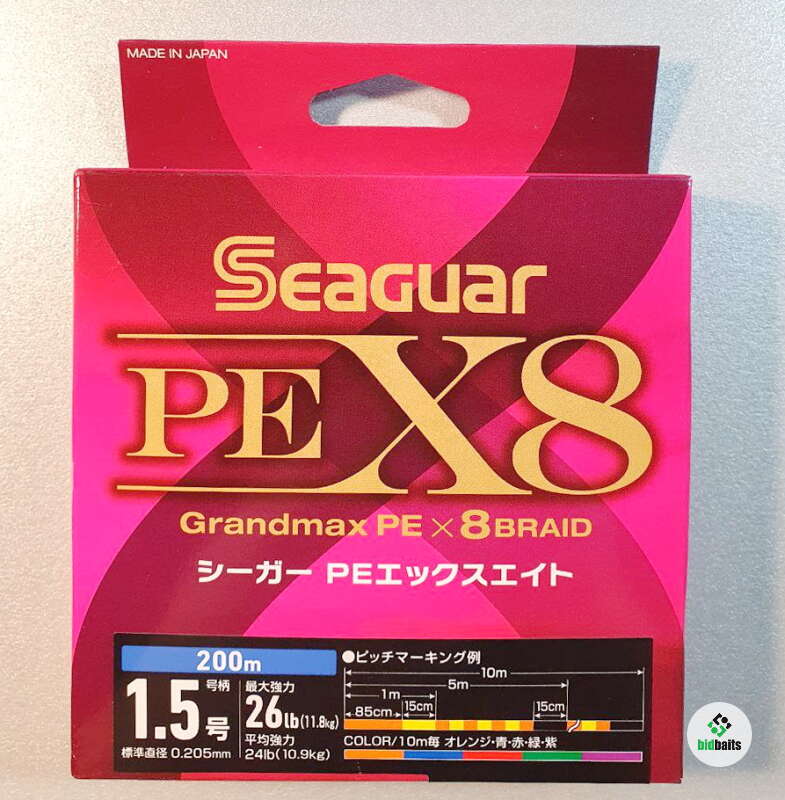 MADE IN JAPAN
SEAGUAR
PE X8
Grandmax PE × 8 BRAID
シーガー PEエックスエイト
200m
号柄
1.5号
標準直径 0.205mm
最大強力
26lb(11.8kg)
平均強力
24lb(10.9kg)
●ピッチマーキング例
10m
5m
1m
85cm 15cm 15cm
COLOR/10m毎 オレンジ・青・赤・緑・紫
bidbaits